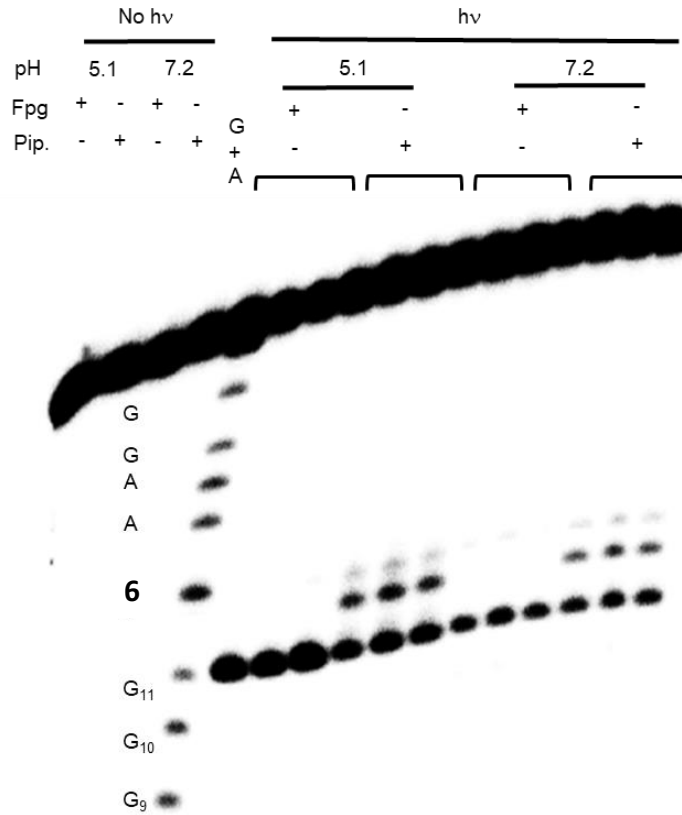 No hν hν
pH 5.1 7.2 5.1 7.2
Fpg + - + - + - + -
Pip. - + - + - + - +
G
+
A
G
G
A
A
6
G₁₁
G₁₀
G₉